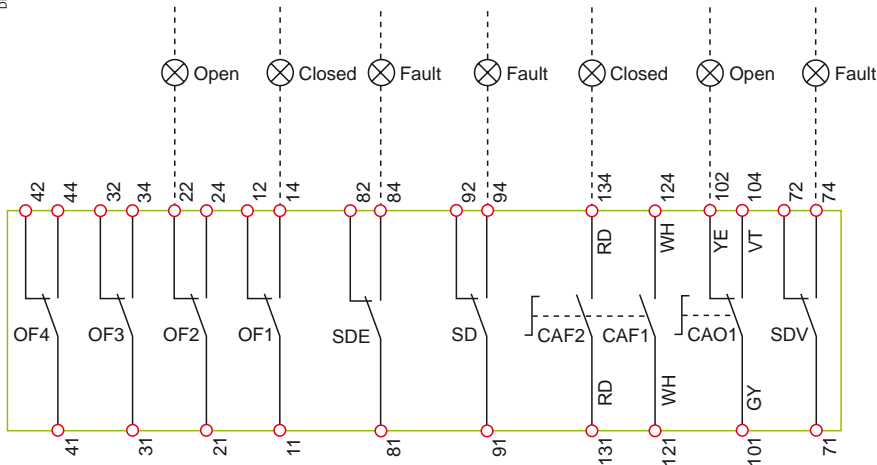 Open
Closed
Fault
Fault
Closed
Open
Fault
42
44
32
34
22
24
12
14
82
84
92
94
134
124
102
104
72
74
RD
WH
YE
VT
OF4
OF3
OF2
OF1
SDE
SD
CAF2
CAF1
CAO1
SDV
RD
WH
GY
41
31
21
11
81
91
131
121
101
71